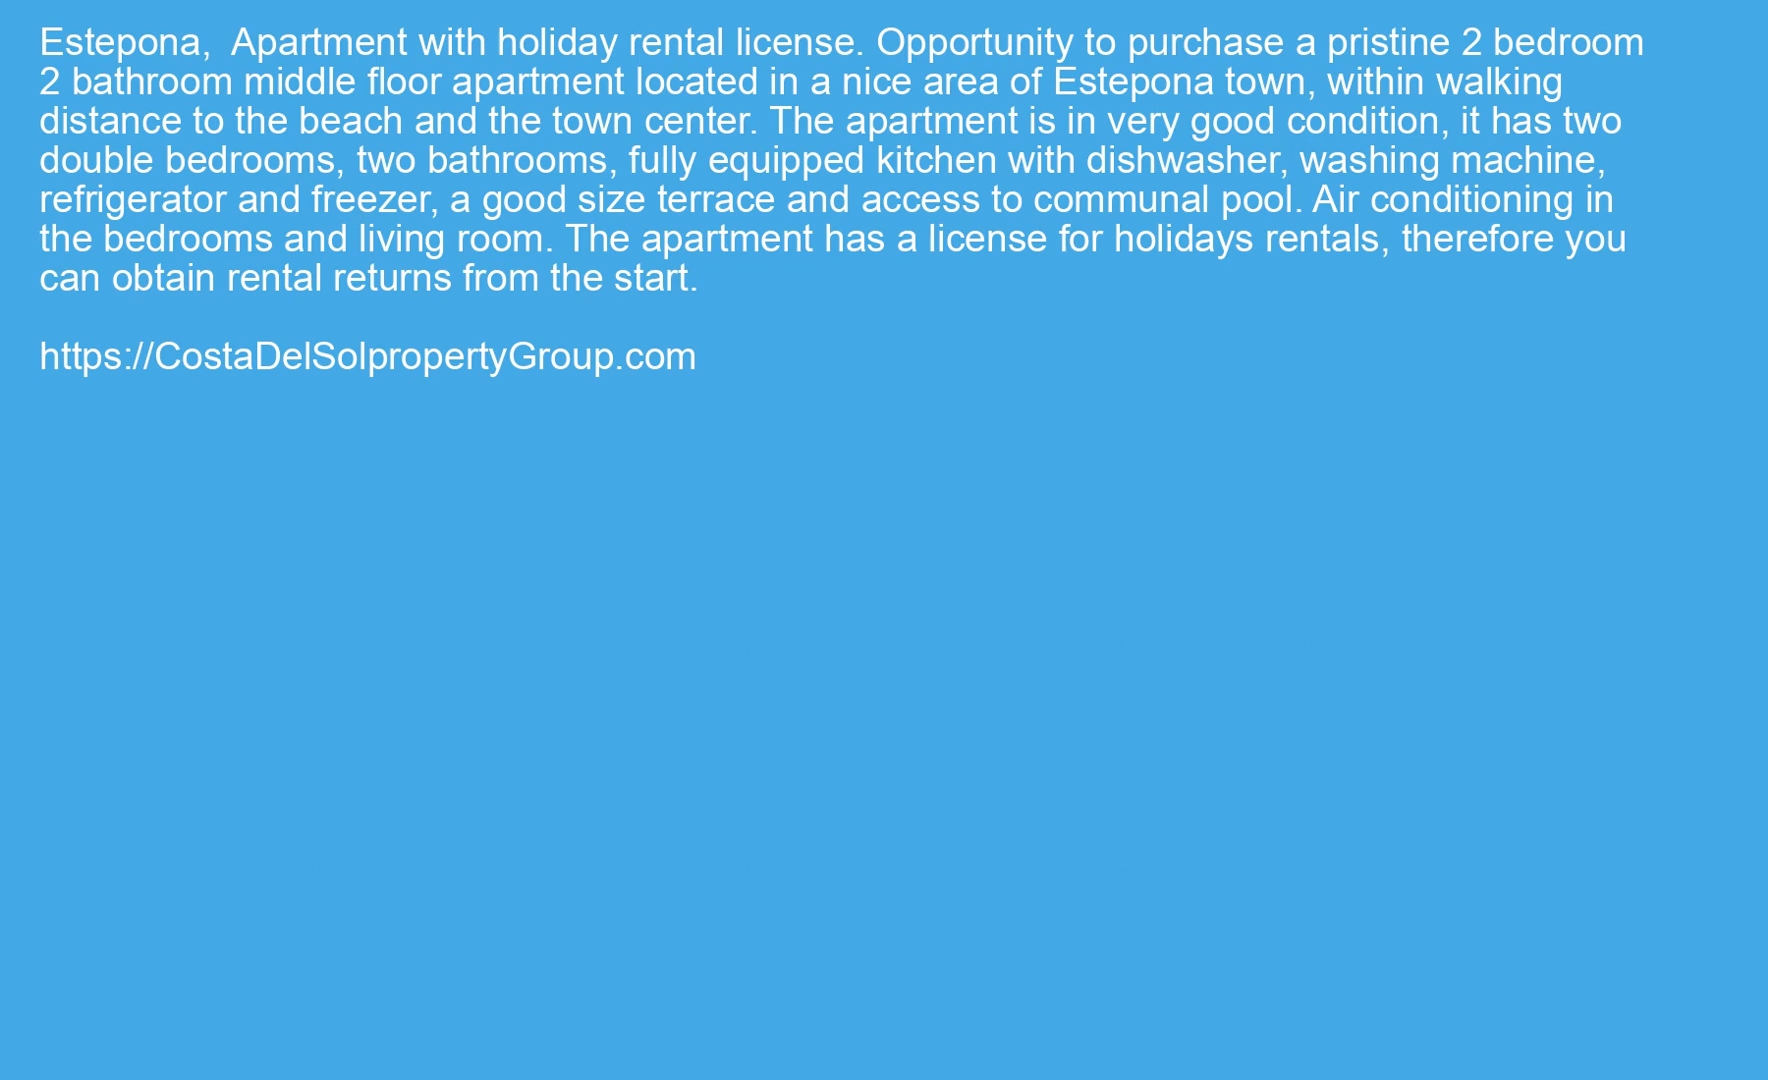 Estepona,  Apartment with holiday rental license. Opportunity to purchase a pristine 2 bedroom
2 bathroom middle floor apartment located in a nice area of Estepona town, within walking
distance to the beach and the town center. The apartment is in very good condition, it has two
double bedrooms, two bathrooms, fully equipped kitchen with dishwasher, washing machine,
refrigerator and freezer, a good size terrace and access to communal pool. Air conditioning in
the bedrooms and living room. The apartment has a license for holidays rentals, therefore you
can obtain rental returns from the start.
https://CostaDelSolpropertyGroup.com